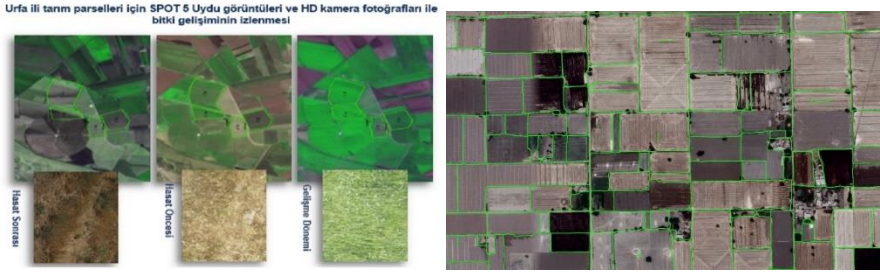 Urfa ili tarım parselleri için SPOT 5 Uydu görüntüleri ve HD kamera fotoğrafları ile
bitki gelişiminin izlenmesi
Hasat Sonrası
Hasat Öncesi
Gelişme Dönemi